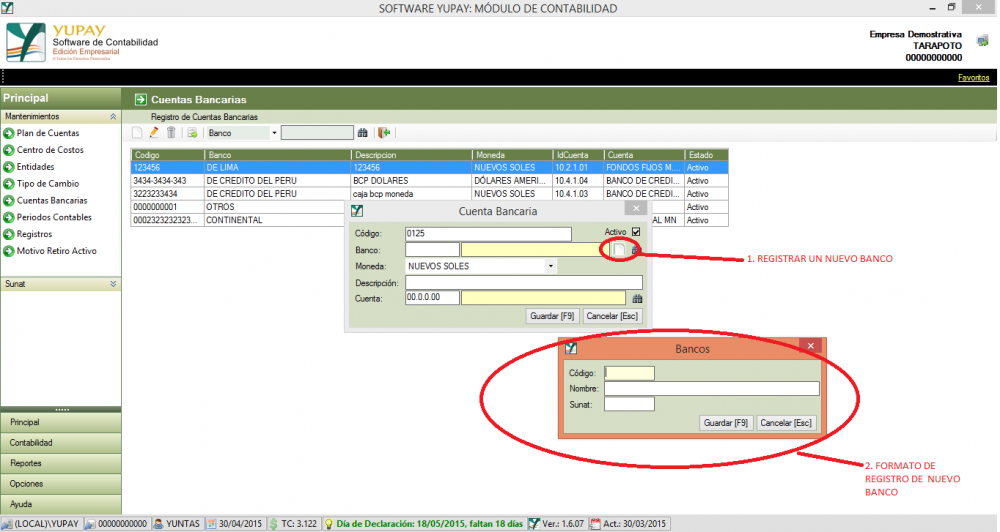 SOFTWARE YUPAY: MÓDULO DE CONTABILIDAD
YUPAY
Software de Contabilidad
Edición Empresarial
© Todos los Derechos Reservados
Empresa Demostrativa
TARAPOTO
00000000000
Favoritos
Principal
Mantenimientos
Plan de Cuentas
Centro de Costos
Entidades
Tipo de Cambio
Cuentas Bancarias
Periodos Contables
Registros
Motivo Retiro Activo
Sunat
Principal
Contabilidad
Reportes
Opciones
Ayuda
Cuentas Bancarias
Registro de Cuentas Bancarias
Banco
Codigo Banco Descripcion Moneda IdCuenta Cuenta Estado
123456 DE LIMA 123456 NUEVOS SOLES 10.2.1.01 FONDOS FIJOS M... Activo
3434-3434-343 DE CREDITO DEL PERU BCP DOLARES DÓLARES AMERI... 10.4.1.04 BANCO DE CREDI... Activo
3223233434 DE CREDITO DEL PERU caja bcp moneda NUEVOS SOLES 10.4.1.03 BANCO DE CREDI... Activo
0000000001 OTROS Activo
0002323232323... CONTINENTAL AL MN Activo
Cuenta Bancaria
Código: 0125 Activo
Banco:
Moneda: NUEVOS SOLES
Descripción:
Cuenta: 00.0.0.00
Guardar [F9] Cancelar [Esc]
1. REGISTRAR UN NUEVO BANCO
Bancos
Código:
Nombre:
Sunat:
Guardar [F9] Cancelar [Esc]
2. FORMATO DE
REGISTRO DE NUEVO
BANCO
(LOCAL)\YUPAY 00000000000 YUNTAS 30/04/2015 TC: 3.122 Día de Declaración: 18/05/2015, faltan 18 días Ver.: 1.6.07 Act.: 30/03/2015